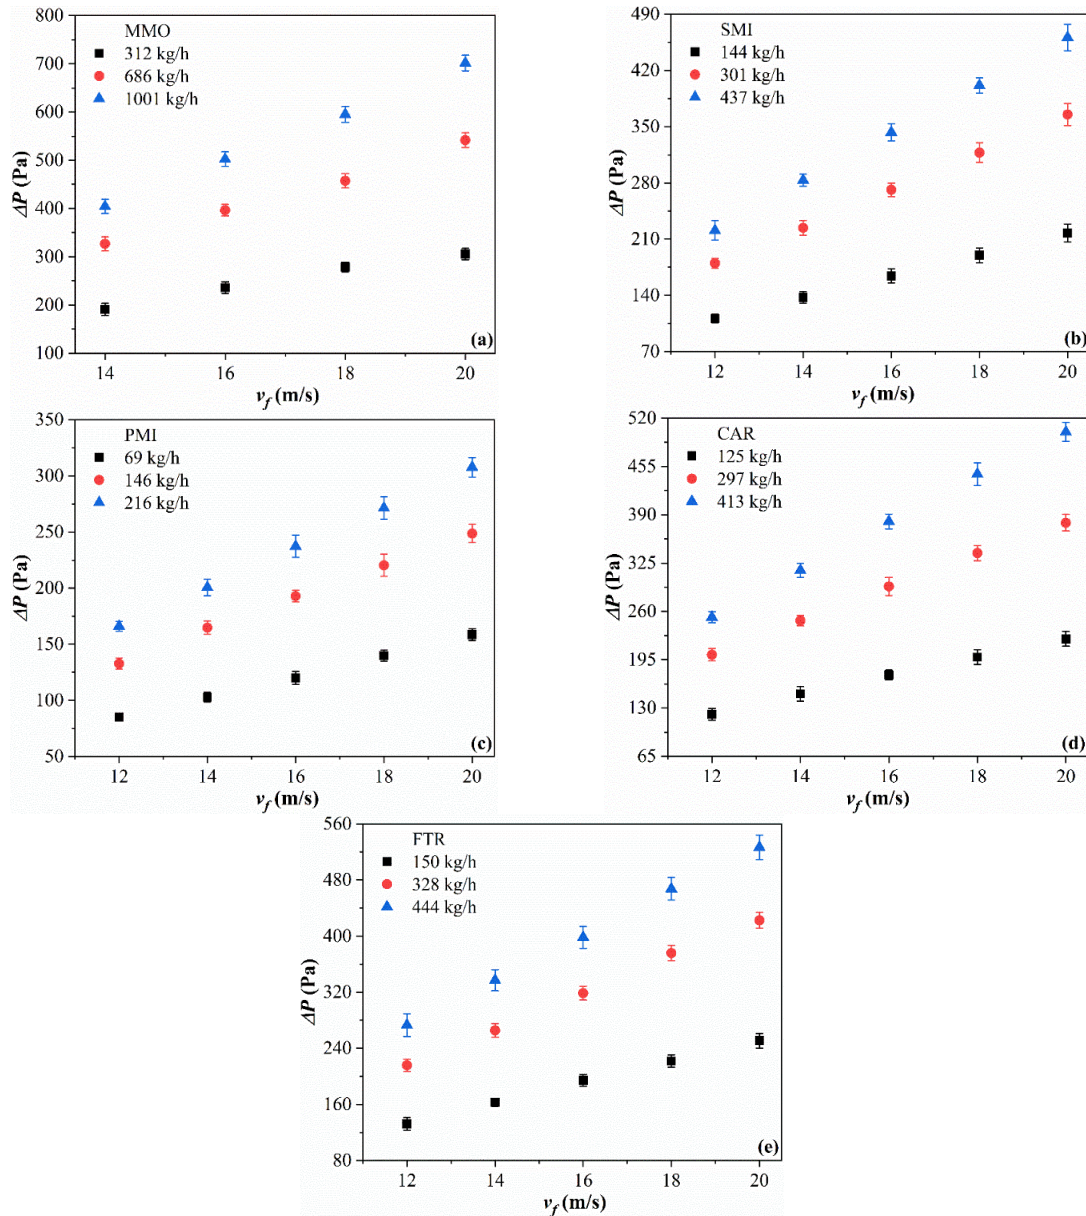 MMO
312 kg/h
686 kg/h
1001 kg/h
800
700
600
500
400
300
200
100
ΔP (Pa)
14
16
18
20
v_f (m/s)
(a)
SMI
144 kg/h
301 kg/h
437 kg/h
490
420
350
280
210
140
70
ΔP (Pa)
12
14
16
18
20
v_f (m/s)
(b)
PMI
69 kg/h
146 kg/h
216 kg/h
350
300
250
200
150
100
50
ΔP (Pa)
12
14
16
18
20
v_f (m/s)
(c)
CAR
125 kg/h
297 kg/h
413 kg/h
520
455
390
325
260
195
130
65
ΔP (Pa)
12
14
16
18
20
v_f (m/s)
(d)
FTR
150 kg/h
328 kg/h
444 kg/h
560
480
400
320
240
160
80
ΔP (Pa)
12
14
16
18
20
v_f (m/s)
(e)